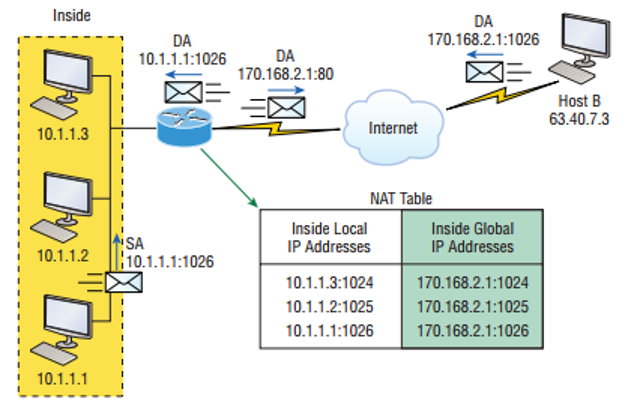 Inside
DA
10.1.1.1:1026
DA
170.168.2.1:80
DA
170.168.2.1:1026
10.1.1.3
Internet
Host B
63.40.7.3
10.1.1.2
SA
10.1.1.1:1026
10.1.1.1
NAT Table
Inside Local
IP Addresses
Inside Global
IP Addresses
10.1.1.3:1024
170.168.2.1:1024
10.1.1.2:1025
170.168.2.1:1025
10.1.1.1:1026
170.168.2.1:1026